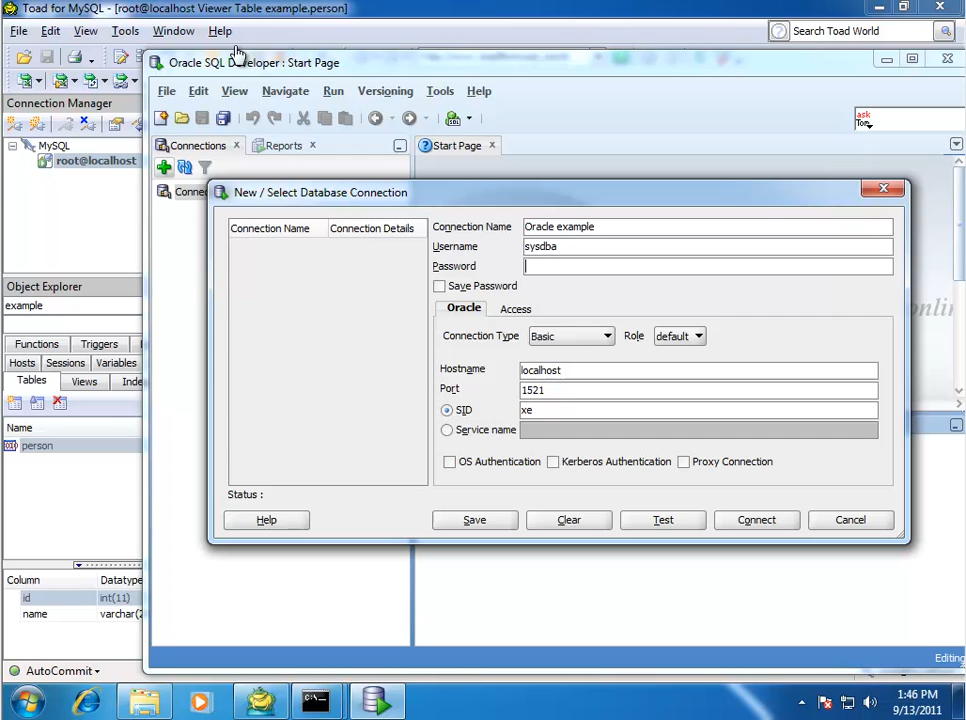 Toad for MySQL - [root@localhost Viewer Table example.person]
File Edit View Tools Window Help
Search Toad World
Oracle SQL Developer : Start Page
File Edit View Navigate Run Versioning Tools Help
Connection Manager
ask
Tom
MySQL
root@localhost
Connections
Reports
Start Page
New / Select Database Connection
Connection Name Connection Details
Connection Name Oracle example
Username sysdba
Password
Save Password
Oracle Access
Connection Type Basic Role default
Hostname localhost
Port 1521
SID xe
Service name
OS Authentication Kerberos Authentication Proxy Connection
Status :
Help Save Clear Test Connect Cancel
Object Explorer
example
Functions Triggers
Hosts Sessions Variables
Tables Views
Name
person
Column Datatype
id int(11)
name
AutoCommit
Editing
1:46 PM
9/13/2011